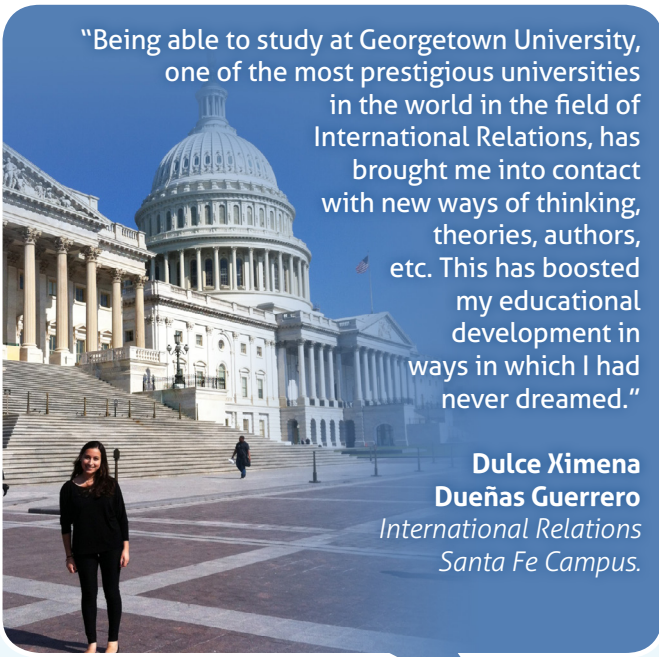 “Being able to study at Georgetown University,
one of the most prestigious universities
in the world in the field of
International Relations, has
brought me into contact
with new ways of thinking,
theories, authors,
etc. This has boosted
my educational
development in
ways in which I had
never dreamed.”
Dulce Ximena
Dueñas Guerrero
International Relations
Santa Fe Campus.